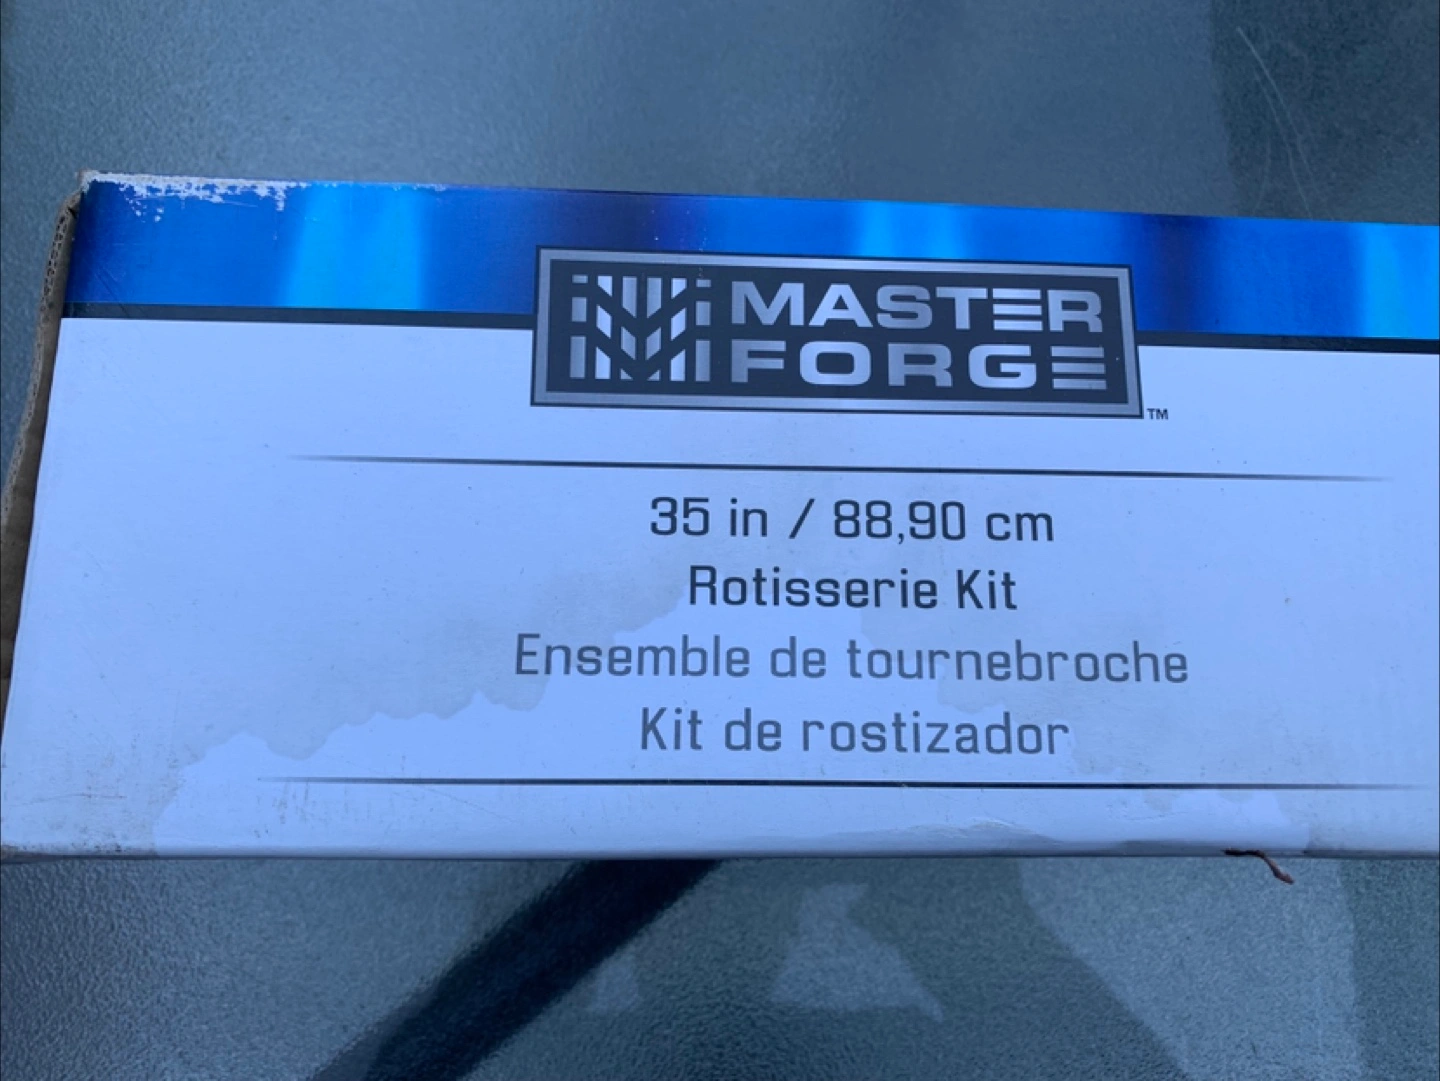 MASTER
FORGE
TM
35 in / 88,90 cm
Rotisserie Kit
Ensemble de tournebroche
Kit de rostizador